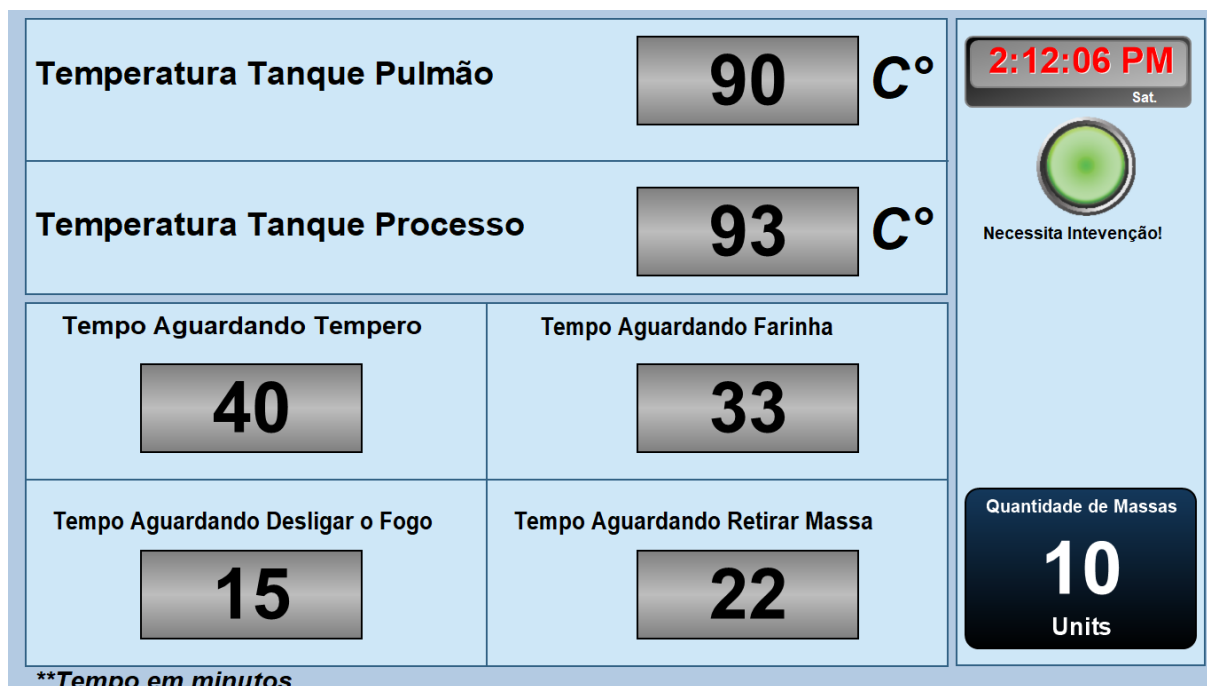 Temperatura Tanque Pulmão
90 C°
2:12:06 PM
Sat.
Necessita Intevenção!
Temperatura Tanque Processo
93 C°
Tempo Aguardando Tempero
40
Tempo Aguardando Farinha
33
Tempo Aguardando Desligar o Fogo
15
Tempo Aguardando Retirar Massa
22
Quantidade de Massas
10
Units
**Tempo em minutos